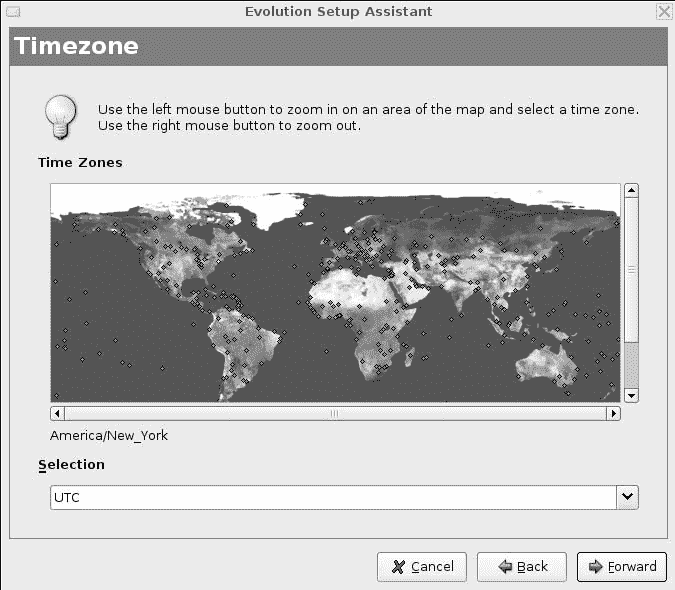 Evolution Setup Assistant
Timezone
Use the left mouse button to zoom in on an area of the map and select a time zone.
Use the right mouse button to zoom out.
Time Zones
America/New_York
Selection
UTC
Cancel Back Forward